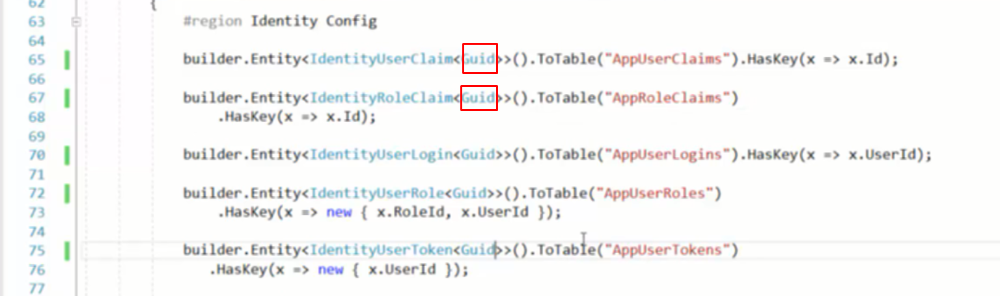 62 {
63 #region Identity Config
64
65 builder.Entity<IdentityUserClaim<Guid>>().ToTable("AppUserClaims").HasKey(x => x.Id);
66
67 builder.Entity<IdentityRoleClaim<Guid>>().ToTable("AppRoleClaims")
68 .HasKey(x => x.Id);
69
70 builder.Entity<IdentityUserLogin<Guid>>().ToTable("AppUserLogins").HasKey(x => x.UserId);
71
72 builder.Entity<IdentityUserRole<Guid>>().ToTable("AppUserRoles")
73 .HasKey(x => new { x.RoleId, x.UserId });
74
75 builder.Entity<IdentityUserToken<Guid>>().ToTable("AppUserTokens")
76 .HasKey(x => new { x.UserId });
77